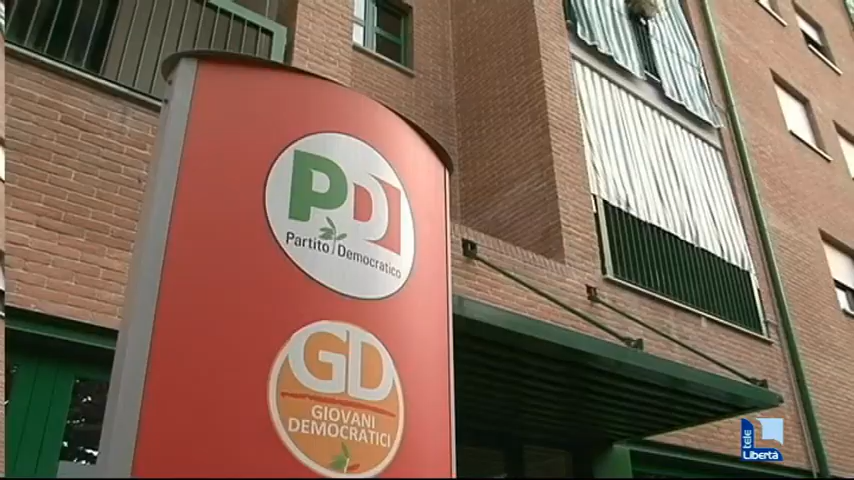 PD
Partito Democratico
GD
GIOVANI
DEMOCRATICI
tele
Libertà